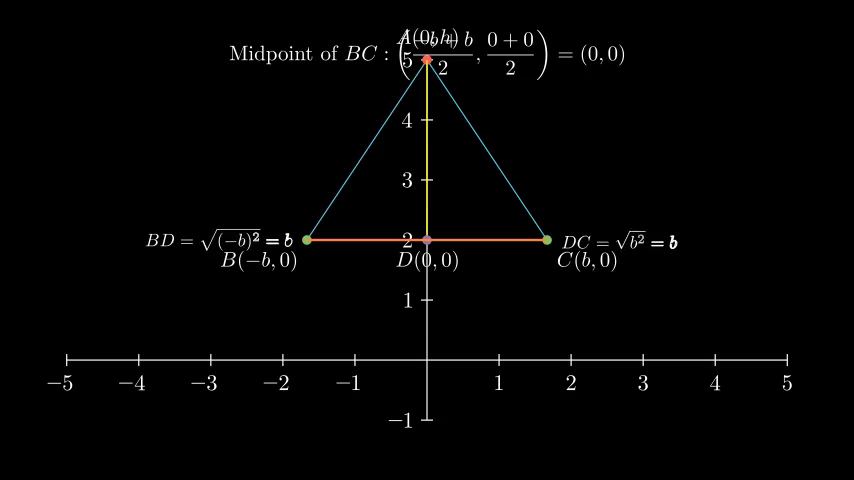 A(0, h)
Midpoint of BC : ((−b + b)/2, (0 + 0)/2) = (0, 0)
5
4
3
BD = √(−b)² = b
2
DC = √b² = b
B(−b, 0)
D(0, 0)
C(b, 0)
1
−5 −4 −3 −2 −1 1 2 3 4 5
−1